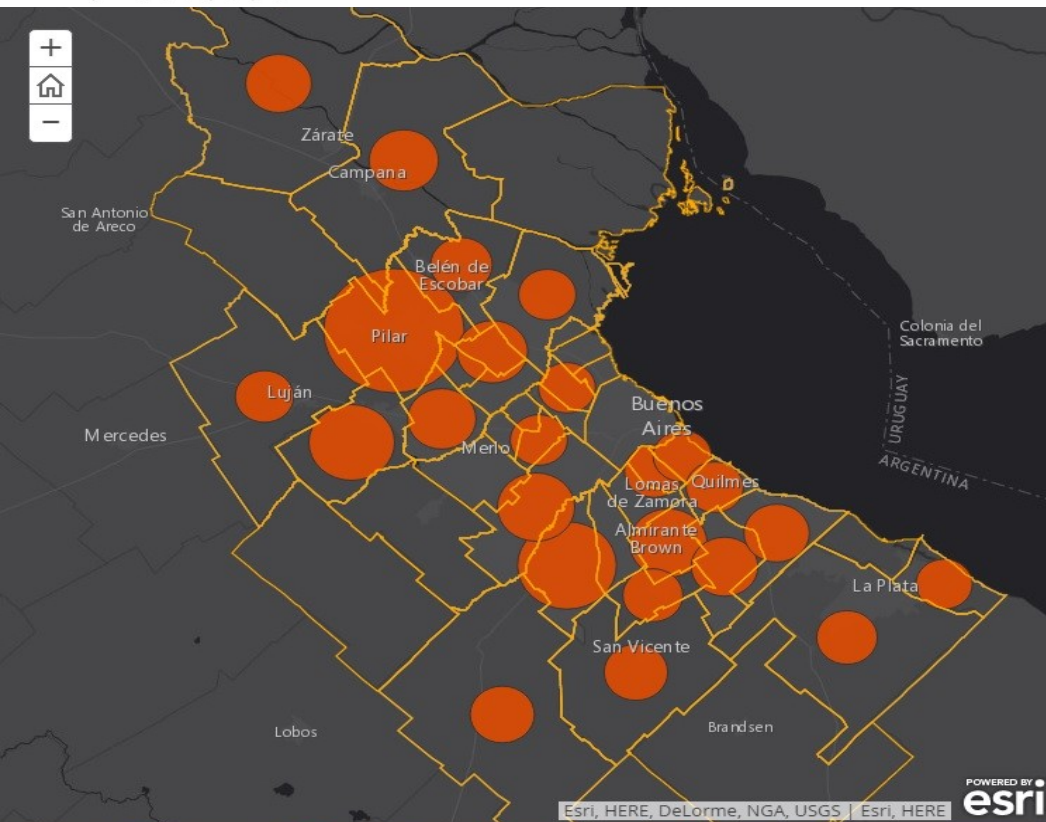 +
−
Zárate
Campana
San Antonio
de Areco
Belén de
Escobar
Pilar
Colonia del
Sacramento
URUGUAY
ARGENTINA
Luján
Mercedes
Merlo
Buenos
Aires
Lomas
de Zamora
Quilmes
Almirante
Brown
La Plata
San Vicente
Lobos
Brandsen
Esri, HERE, DeLorme, NGA, USGS | Esri, HERE
POWERED BY
esri